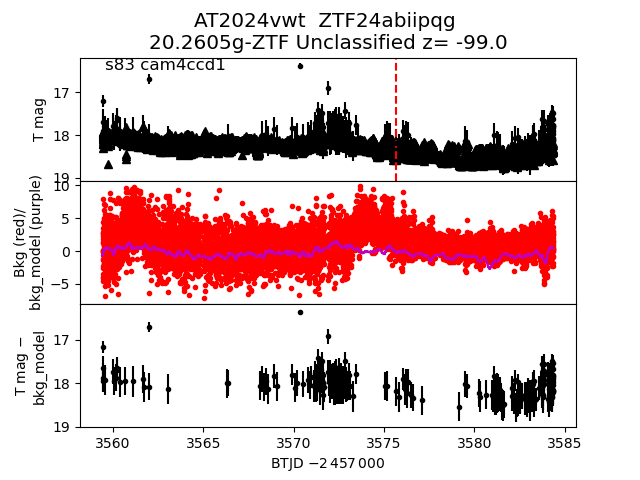 AT2024vwt  ZTF24abiipqg
20.2605g-ZTF Unclassified z= -99.0
s83 cam4ccd1
T mag
17
18
19
Bkg (red)/
bkg_model (purple)
10
5
0
−5
T mag −
bkg_model
17
18
19
3560 3565 3570 3575 3580 3585
BTJD −2 457 000